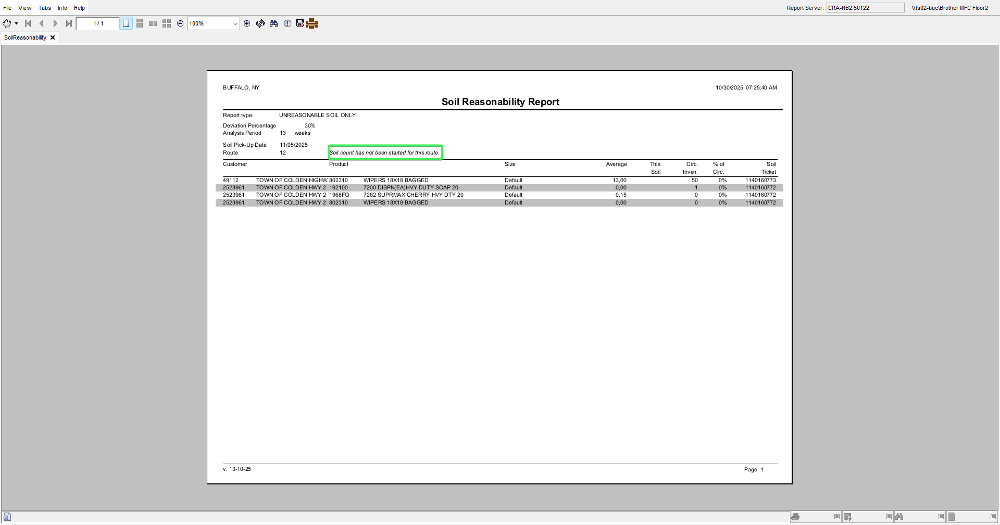 File View Tabs Info Help Report Server: CRA-NB2:50122 \\fs02-buc\Brother MFC Floor2
1 / 1 100%
SoilReasonability
BUFFALO, NY 10/30/2025 07:25:40 AM
Soil Reasonability Report
Report type: UNREASONABLE SOIL ONLY
Deviation Percentage 30%
Analysis Period 13 weeks
Soil Pick-Up Date 11/05/2025
Route 12 Soil count has not been started for this route.
Customer Product Size Average This Circ. % of Soil
Soil Inven. Circ. Ticket
49112 TOWN OF COLDEN HIGHW 802310 WIPERS 18X18 BAGGED Default 13,00 50 0% 1140160773
2523961 TOWN OF COLDEN HWY 2 192100 7200 DISPN(EA)HVY DUTY SOAP 20 Default 0,00 1 0% 1140160772
2523961 TOWN OF COLDEN HWY 2 1968FQ 7282 SUPRMAX CHERRY HVY DTY 20 Default 0,15 0 0% 1140160772
2523961 TOWN OF COLDEN HWY 2 802310 WIPERS 18X18 BAGGED Default 0,00 0 0% 1140160772
v. 13-10-25 Page 1